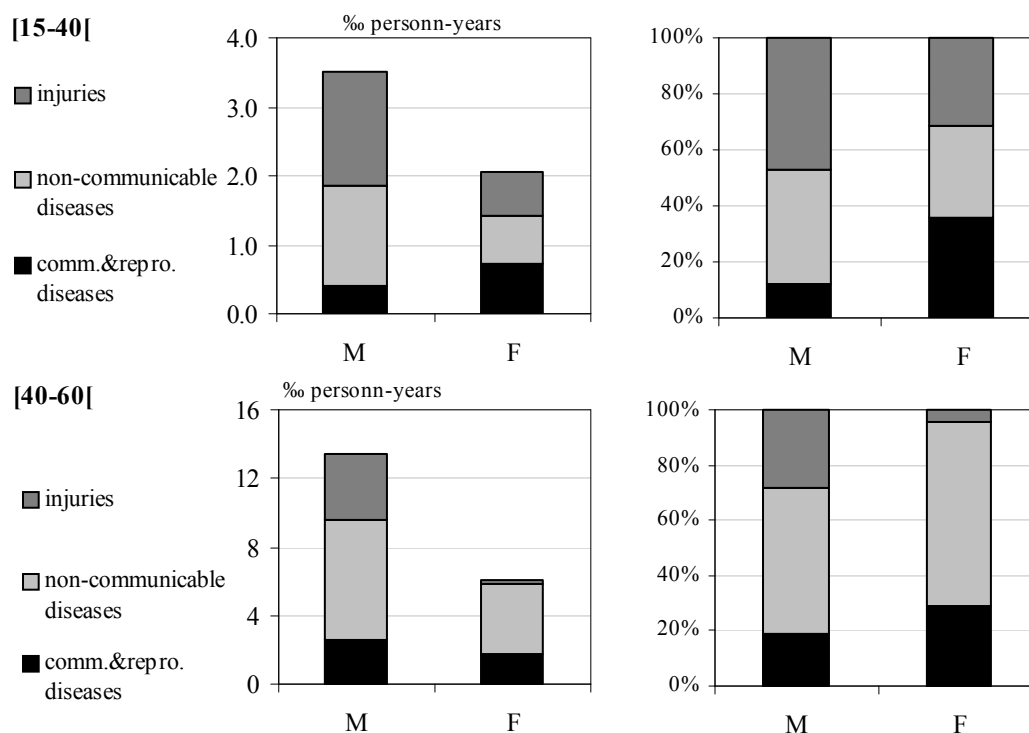 [15-40[
‰ personn-years
injuries
non-communicable
diseases
comm.&repro.
diseases
4.0
3.0
2.0
1.0
0.0
M F
100%
80%
60%
40%
20%
0%
M F
[40-60[
‰ personn-years
injuries
non-communicable
diseases
comm.&repro.
diseases
16
12
8
4
0
M F
100%
80%
60%
40%
20%
0%
M F